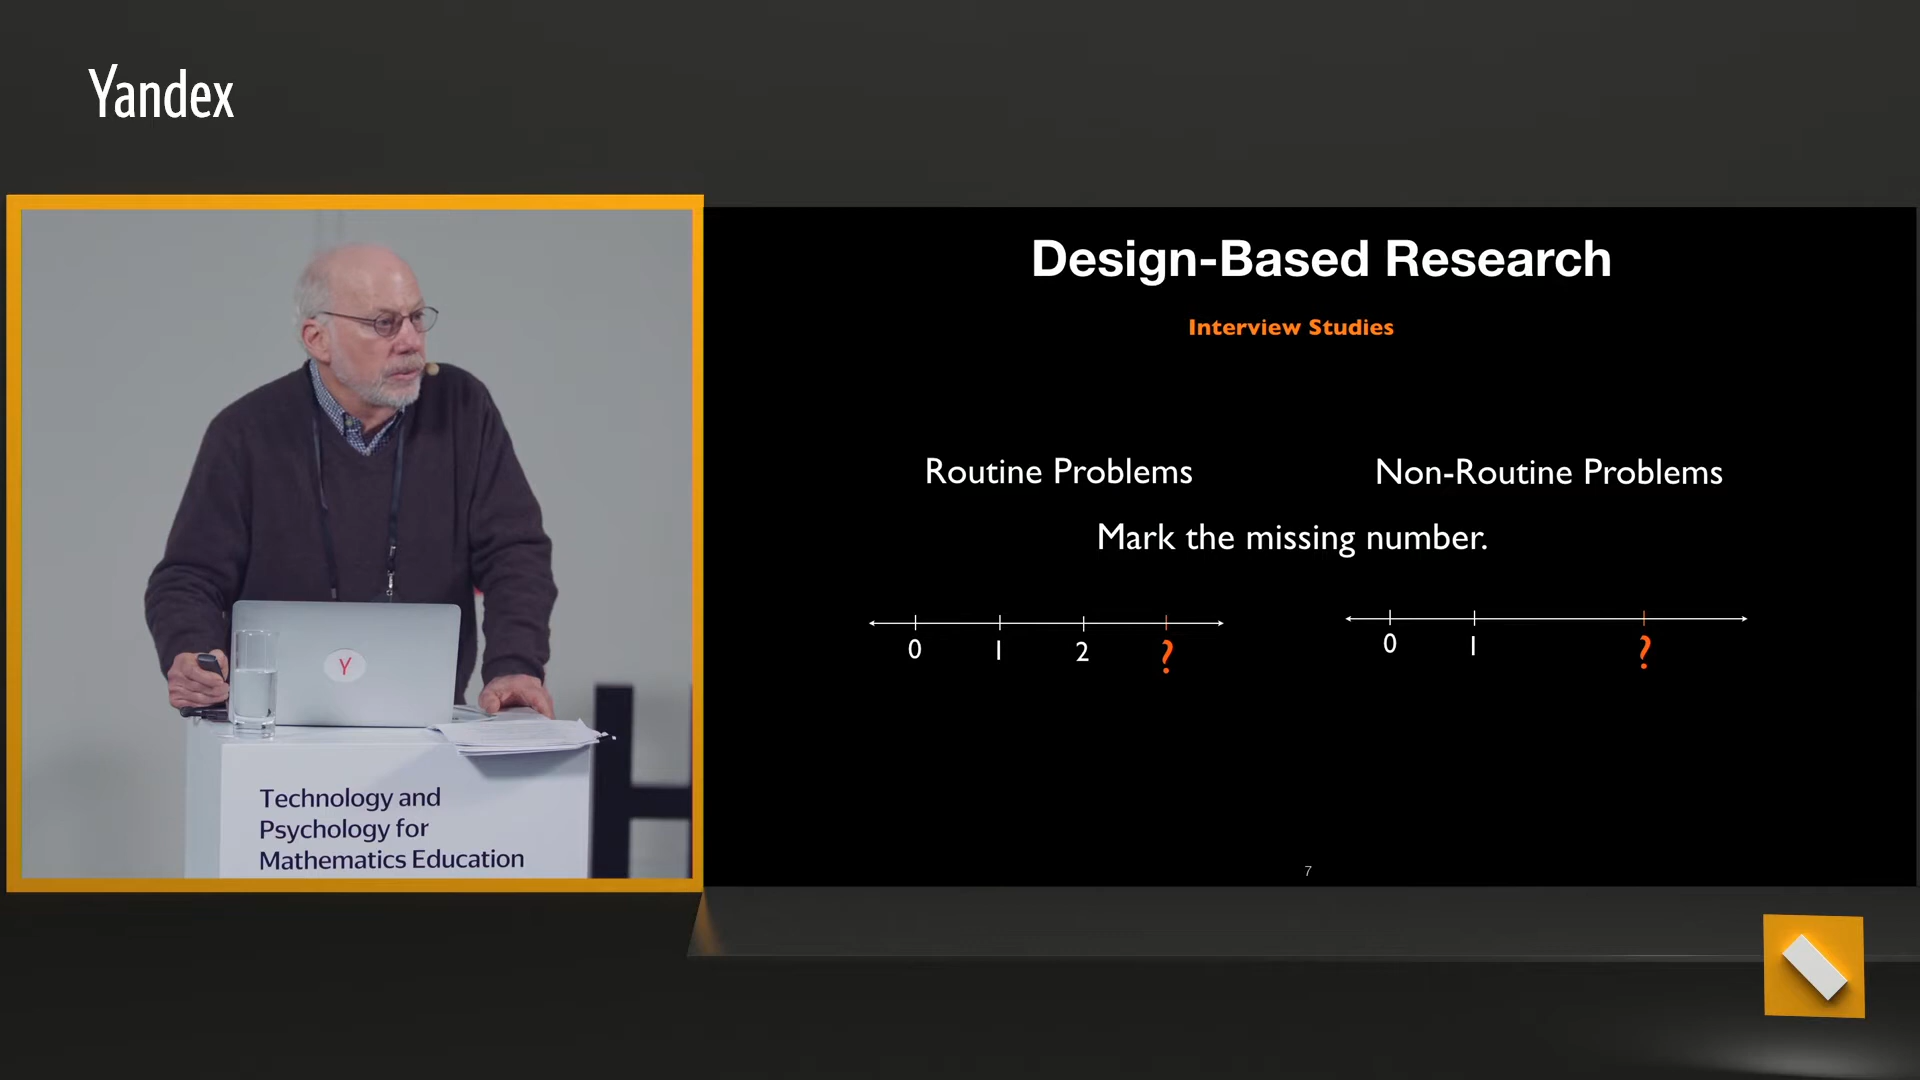 Yandex
Design-Based Research
Interview Studies
Routine Problems
Non-Routine Problems
Mark the missing number.
0 1 2 ?
0 1 ?
Y
Technology and
Psychology for
Mathematics Education
7